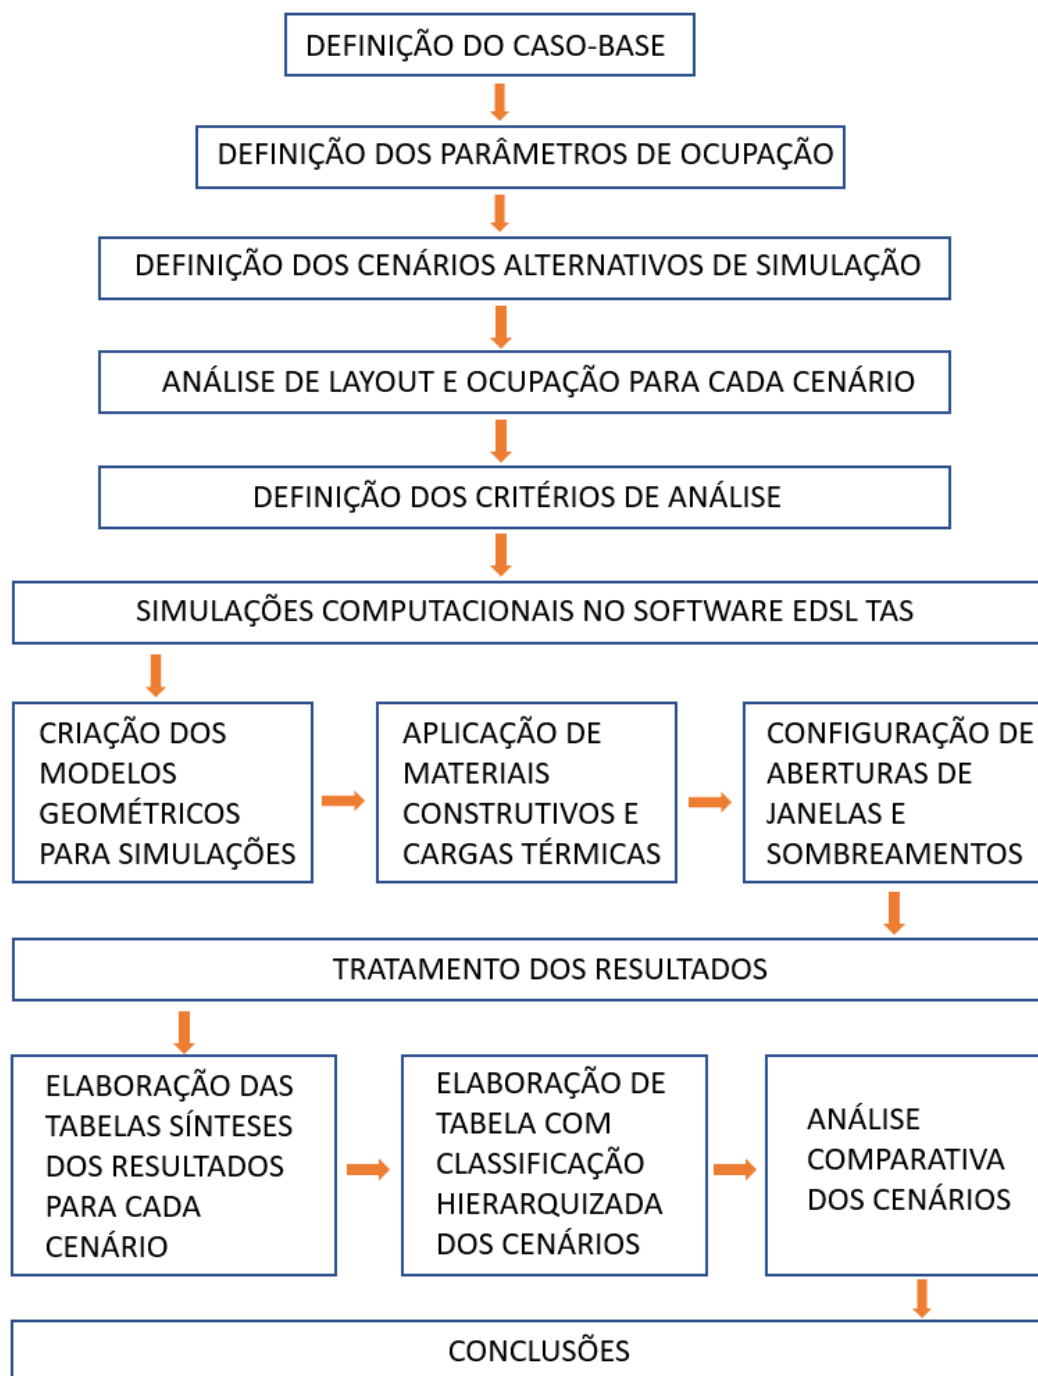 DEFINIÇÃO DO CASO-BASE
DEFINIÇÃO DOS PARÂMETROS DE OCUPAÇÃO
DEFINIÇÃO DOS CENÁRIOS ALTERNATIVOS DE SIMULAÇÃO
ANÁLISE DE LAYOUT E OCUPAÇÃO PARA CADA CENÁRIO
DEFINIÇÃO DOS CRITÉRIOS DE ANÁLISE
SIMULAÇÕES COMPUTACIONAIS NO SOFTWARE EDSL TAS
CRIAÇÃO DOS
MODELOS
GEOMÉTRICOS
PARA SIMULAÇÕES
APLICAÇÃO DE
MATERIAIS
CONSTRUTIVOS E
CARGAS TÉRMICAS
CONFIGURAÇÃO DE
ABERTURAS DE
JANELAS E
SOMBREAMENTOS
TRATAMENTO DOS RESULTADOS
ELABORAÇÃO DAS
TABELAS SÍNTESES
DOS RESULTADOS
PARA CADA
CENÁRIO
ELABORAÇÃO DE
TABELA COM
CLASSIFICAÇÃO
HIERARQUIZADA
DOS CENÁRIOS
ANÁLISE
COMPARATIVA
DOS CENÁRIOS
CONCLUSÕES